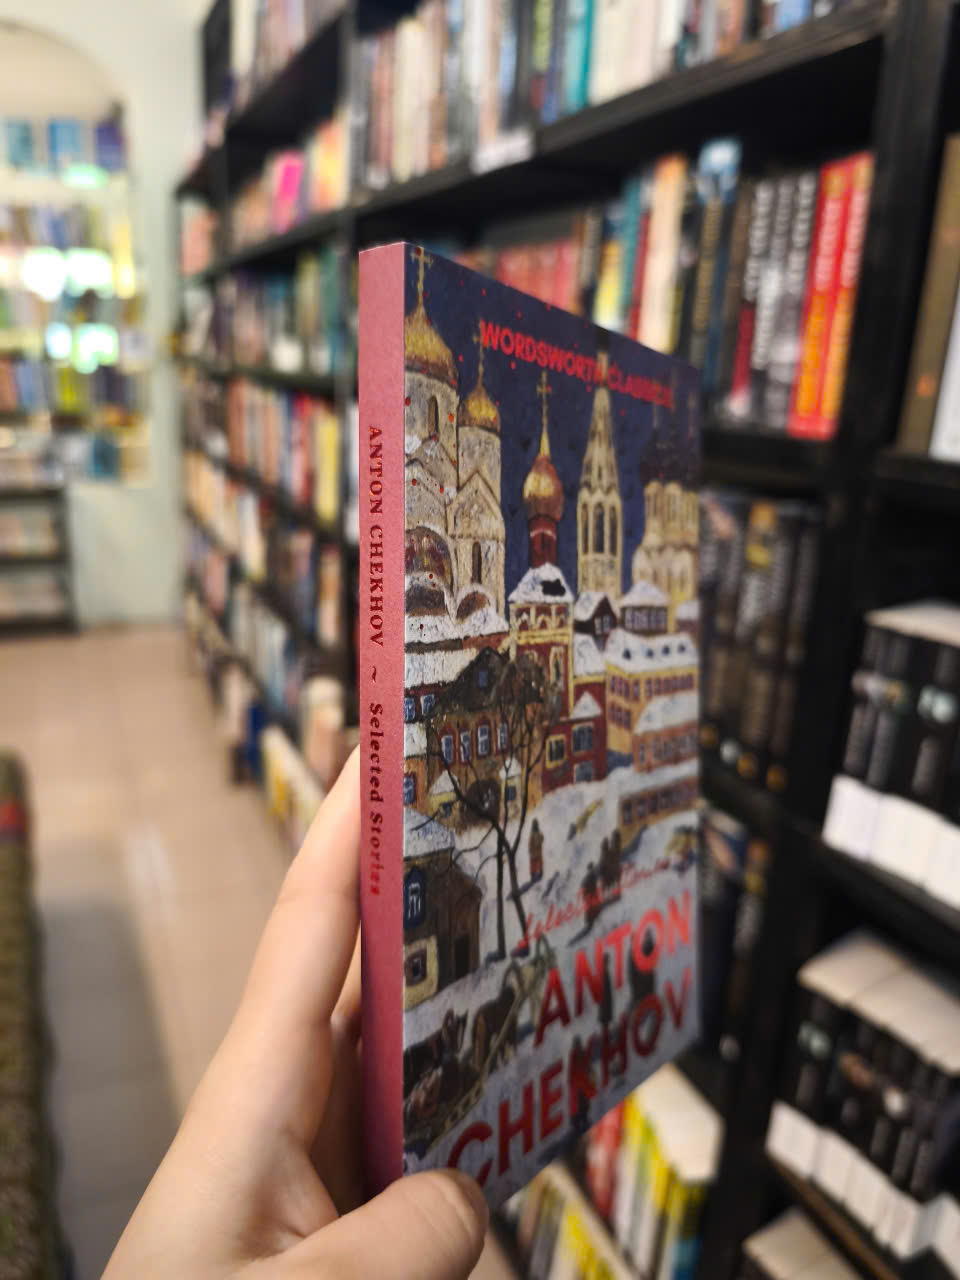 ANTON CHEKHOV ~ Selected Stories
WORDSWORTH CLASSICS
Selected Stories
ANTON
CHEKHOV